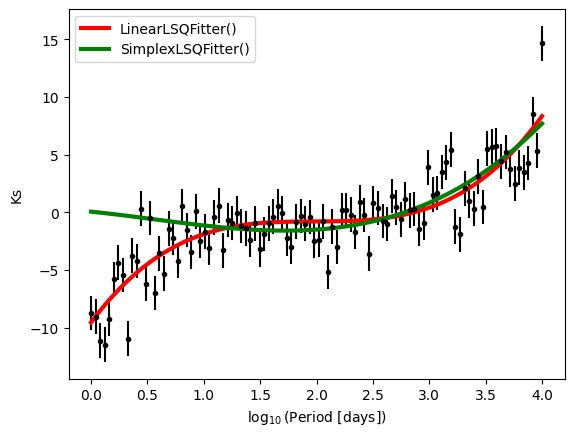 LinearLSQFitter()
SimplexLSQFitter()
15
10
5
0
−5
−10
Ks
0.0 0.5 1.0 1.5 2.0 2.5 3.0 3.5 4.0
log₁₀(Period [days])